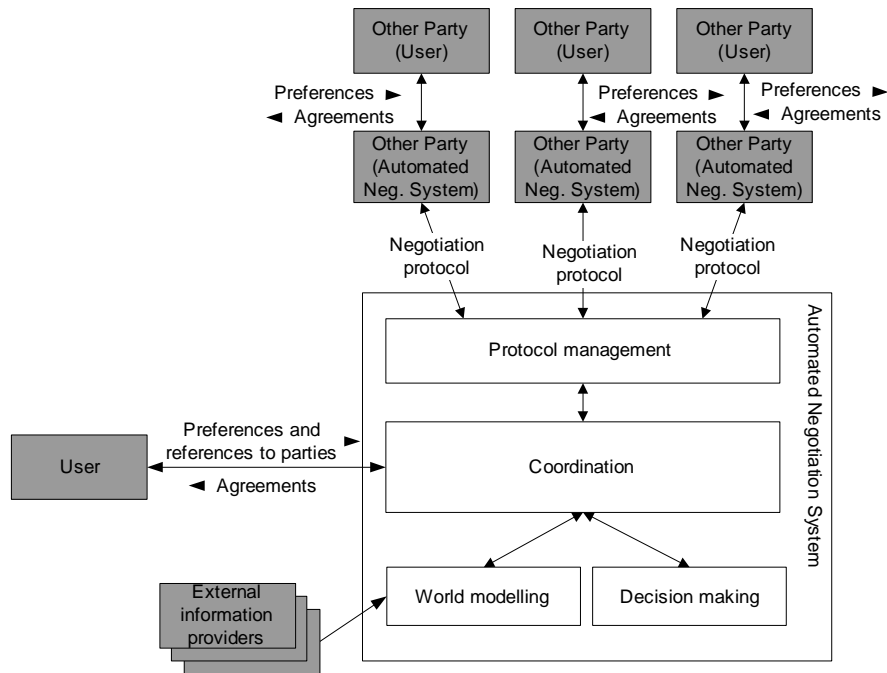 Other Party
(User)
Other Party
(User)
Other Party
(User)
Preferences ►
◄ Agreements
Preferences ►
◄ Agreements
Preferences ►
◄ Agreements
Other Party
(Automated
Neg. System)
Other Party
(Automated
Neg. System)
Other Party
(Automated
Neg. System)
Negotiation
protocol
Negotiation
protocol
Negotiation
protocol
Automated Negotiation System
Protocol management
Preferences and
references to parties ►
◄ Agreements
User
Coordination
World modelling
Decision making
External
information
providers